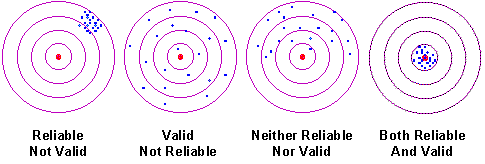 Reliable
Not Valid
Valid
Not Reliable
Neither Reliable
Nor Valid
Both Reliable
And Valid